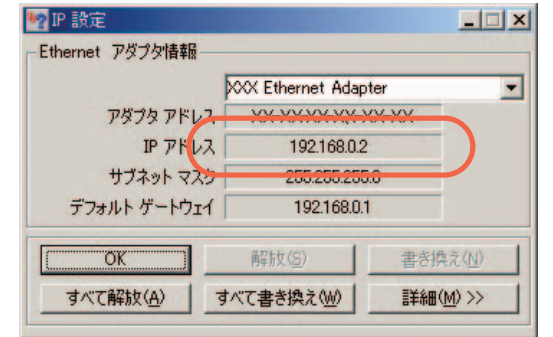 IP 設定
Ethernet アダプタ情報
XXX Ethernet Adapter
アダプタ アドレス XX-XX-XX-XX-XX-XX
IP アドレス 192.168.0.2
サブネット マスク 255.255.255.0
デフォルト ゲートウェイ 192.168.0.1
OK 解放(S) 書き換え(N)
すべて解放(A) すべて書き換え(W) 詳細(M) >>